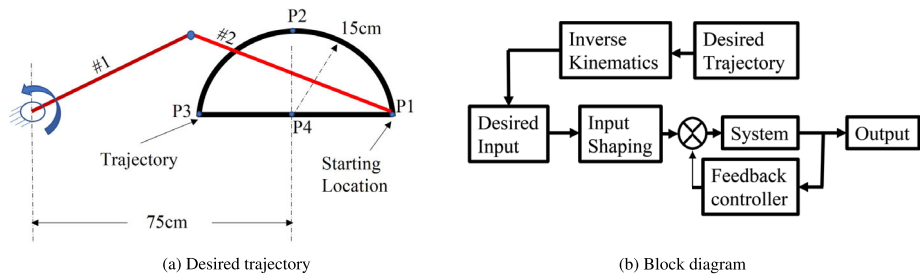 #1
#2
P2
15cm
P3
P4
P1
Trajectory
Starting
Location
75cm
(a) Desired trajectory
Inverse
Kinematics
Desired
Trajectory
Desired
Input
Input
Shaping
System
Output
Feedback
controller
(b) Block diagram